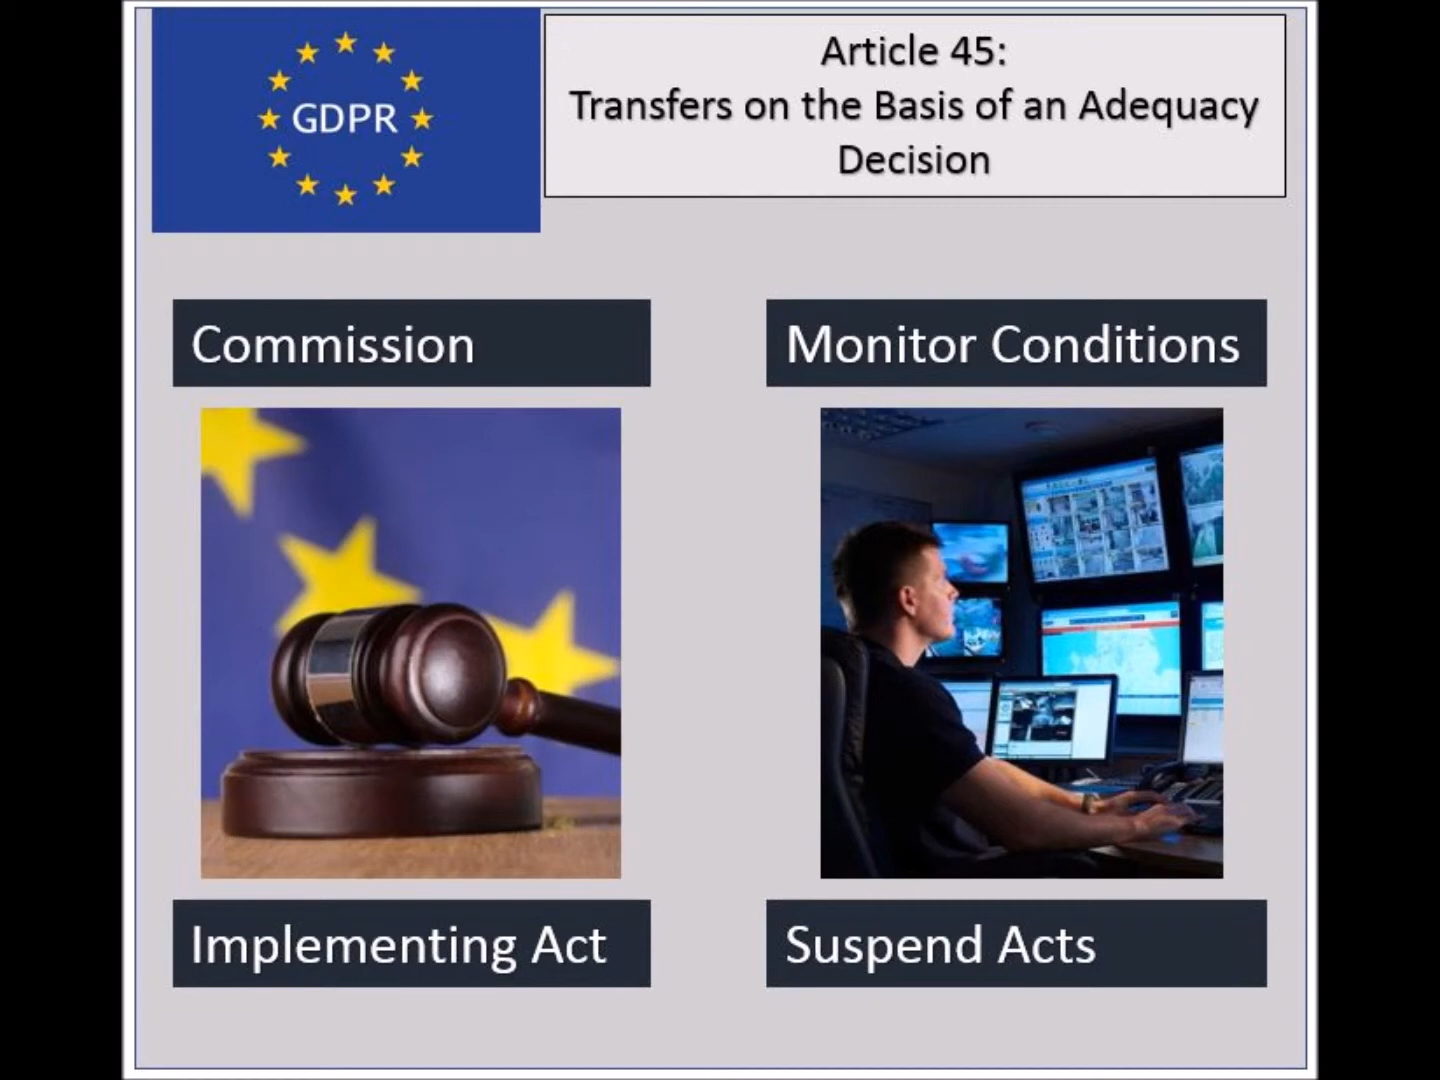 GDPR
Article 45:
Transfers on the Basis of an Adequacy
Decision
Commission
Monitor Conditions
Implementing Act
Suspend Acts